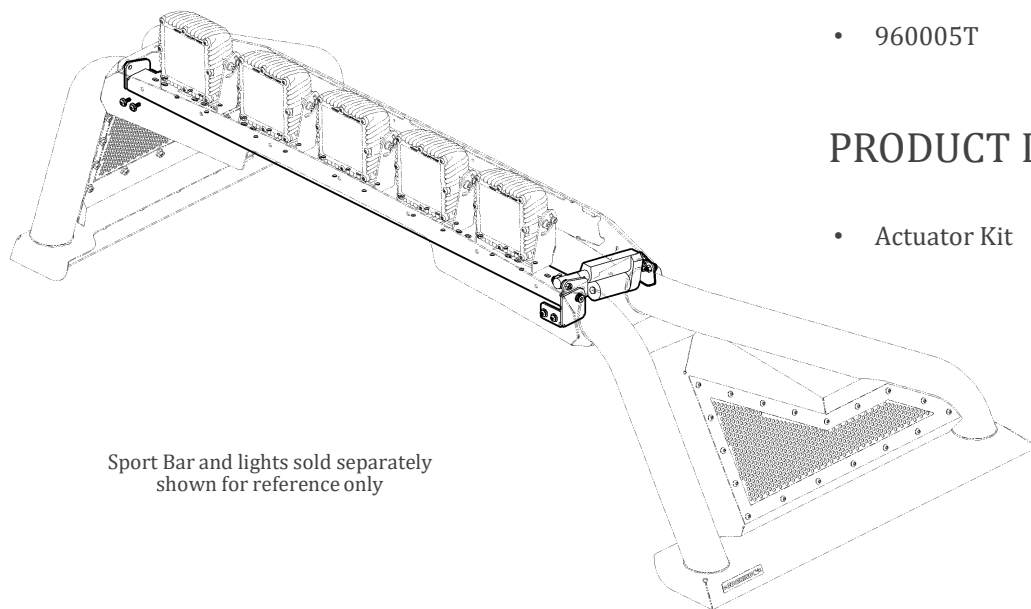 • 960005T
PRODUCT
• Actuator Kit
Sport Bar and lights sold separately
shown for reference only